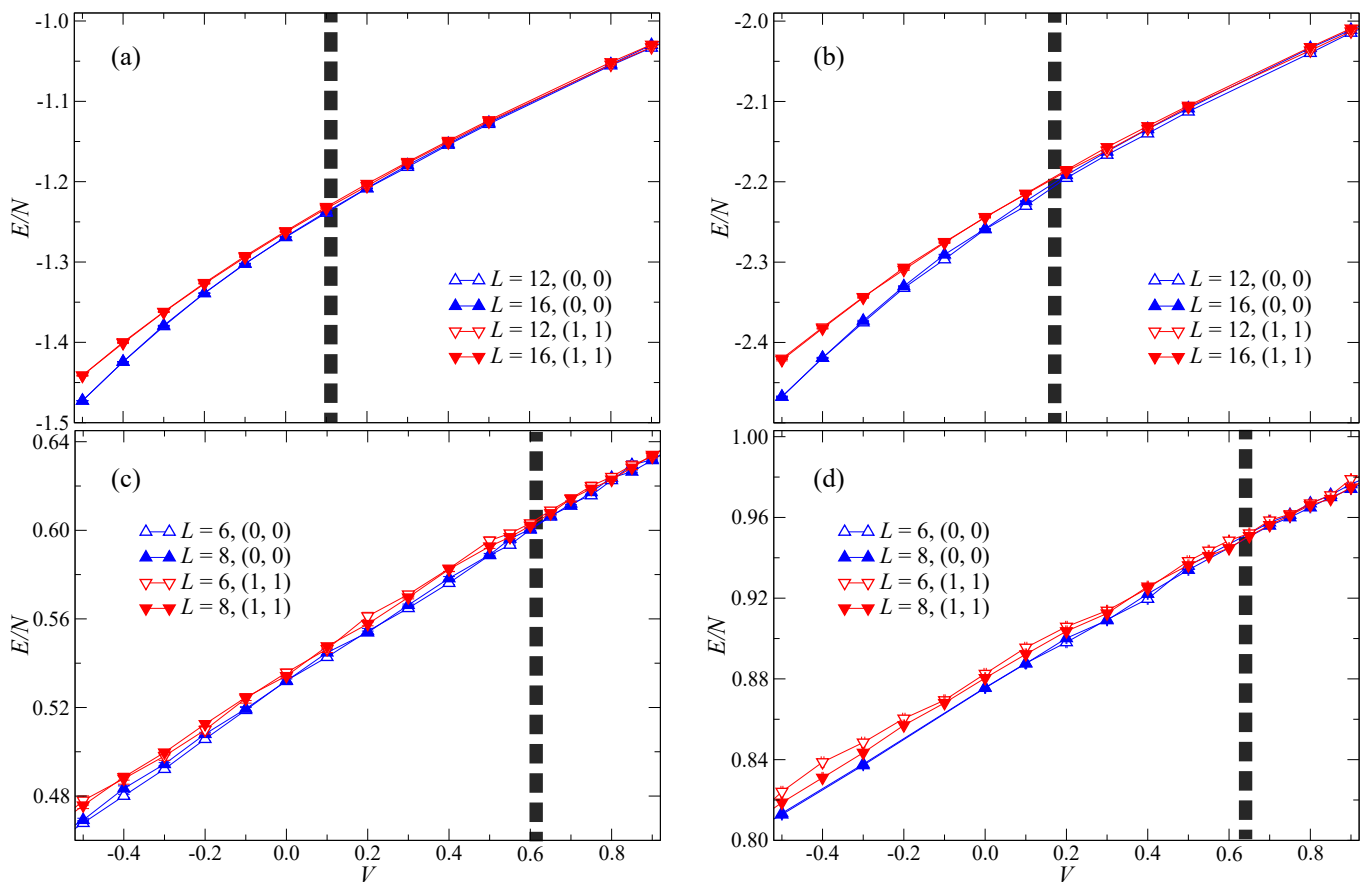 -1.0
(a)
-1.1
-1.2
E/N
-1.3
-1.4
-1.5
L = 12, (0, 0)
L = 16, (0, 0)
L = 12, (1, 1)
L = 16, (1, 1)
-2.0
(b)
-2.1
-2.2
E/N
-2.3
-2.4
L = 12, (0, 0)
L = 16, (0, 0)
L = 12, (1, 1)
L = 16, (1, 1)
0.64
(c)
0.60
0.56
E/N
0.52
0.48
L = 6, (0, 0)
L = 8, (0, 0)
L = 6, (1, 1)
L = 8, (1, 1)
-0.4 -0.2 0.0 0.2 0.4 0.6 0.8
V
1.00
(d)
0.96
0.92
E/N
0.88
0.84
0.80
L = 6, (0, 0)
L = 8, (0, 0)
L = 6, (1, 1)
L = 8, (1, 1)
-0.4 -0.2 0.0 0.2 0.4 0.6 0.8
V